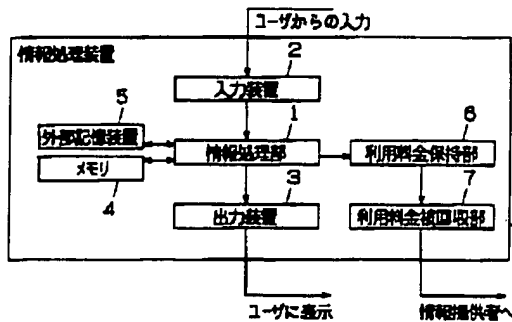 ユーザからの入力
情報処理装置
2
入力装置
5
1
6
外部記憶装置
情報処理部
利用料金保持部
メモリ
4
3
7
出力装置
利用料金被回収部
ユーザに表示
情報提供者へ